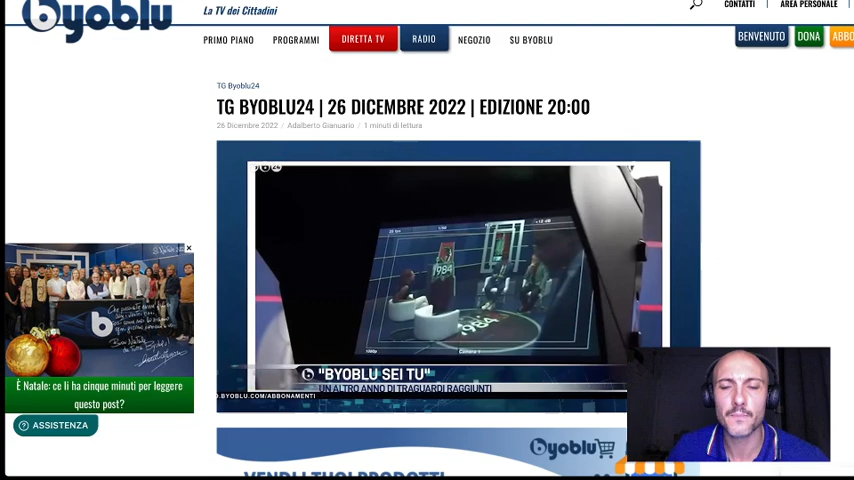 byoblu
La TV dei Cittadini
CONTATTI
AREA PERSONALE
PRIMO PIANO
PROGRAMMI
DIRETTA TV
RADIO
NEGOZIO
SU BYOBLU
BENVENUTO
DONA
ABBO
TG Byoblu24
TG BYOBLU24 | 26 DICEMBRE 2022 | EDIZIONE 20:00
26 Dicembre 2022 / Adalberto Gianuario / 1 minuti di lettura
1984
1984
"BYOBLU SEI TU"
UN ALTRO ANNO DI TRAGUARDI RAGGIUNTI
.BYOBLU.COM/ABBONAMENTI
b
È Natale: ce li ha cinque minuti per leggere
questo post?
ASSISTENZA
byoblu
VENDI I TUOI PRODOTTI